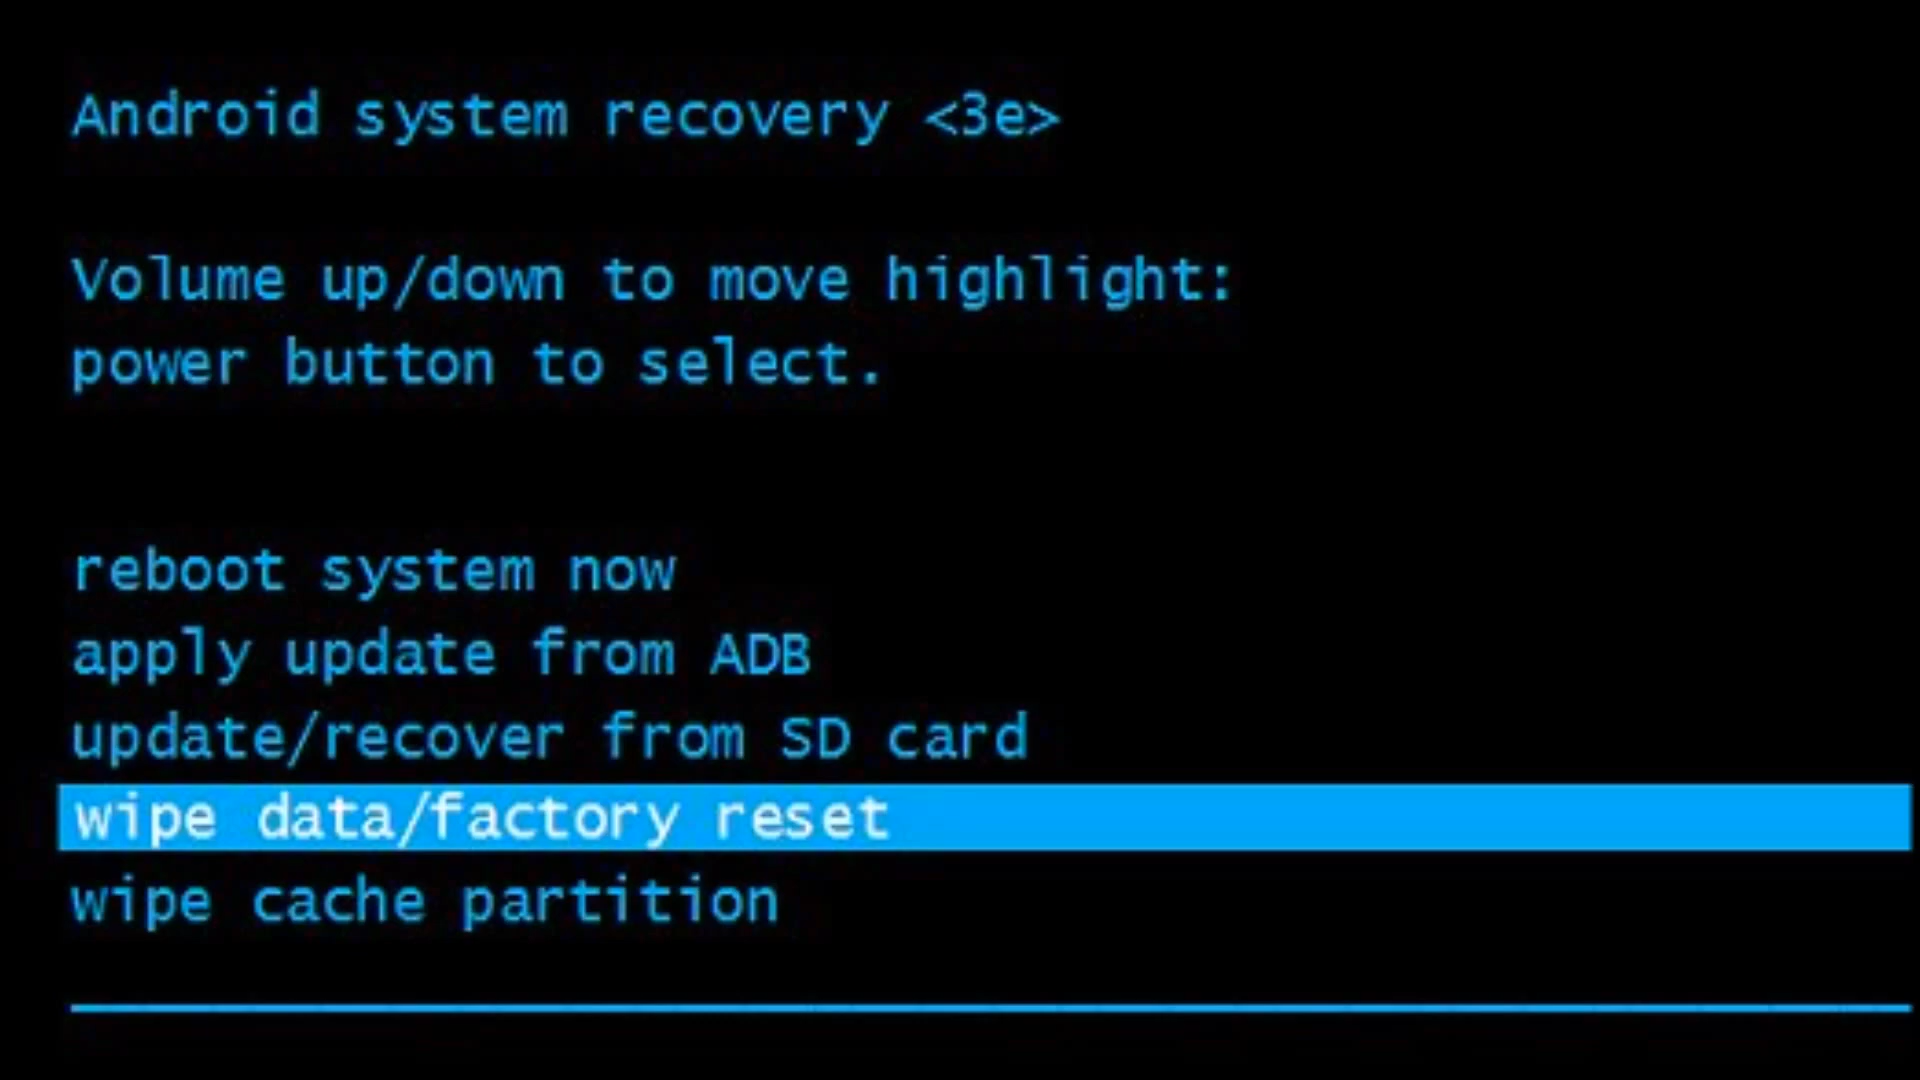 Android system recovery <3e>
Volume up/down to move highlight:
power button to select.
reboot system now
apply update from ADB
update/recover from SD card
wipe data/factory reset
wipe cache partition